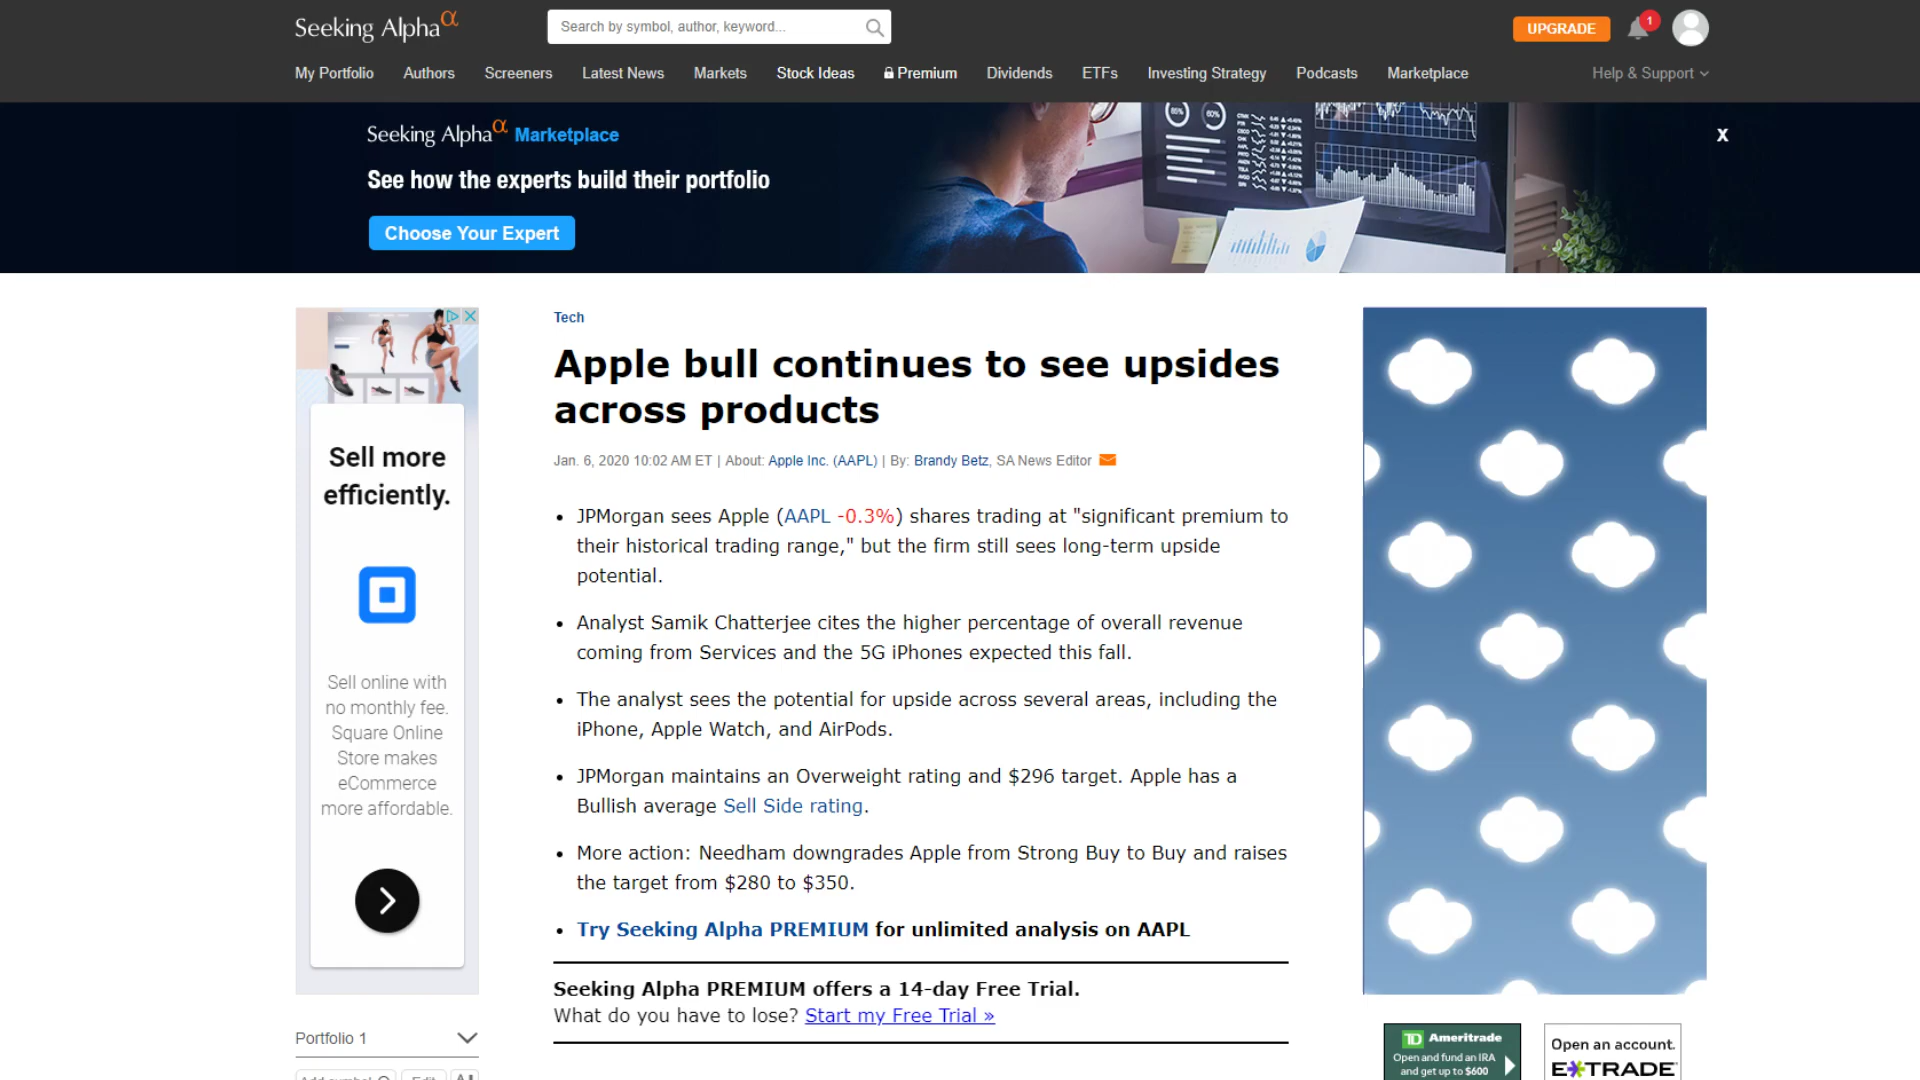 Seeking Alpha α
Search by symbol, author, keyword...
UPGRADE
1
My Portfolio
Authors
Screeners
Latest News
Markets
Stock Ideas
Premium
Dividends
ETFs
Investing Strategy
Podcasts
Marketplace
Help & Support
Seeking Alpha α Marketplace
See how the experts build their portfolio
Choose Your Expert
X
Sell more
efficiently.
Sell online with
no monthly fee.
Square Online
Store makes
eCommerce
more affordable.
Portfolio 1
Tech
Apple bull continues to see upsides
across products
Jan. 6, 2020 10:02 AM ET | About: Apple Inc. (AAPL) | By: Brandy Betz, SA News Editor
• JPMorgan sees Apple (AAPL -0.3%) shares trading at "significant premium to
their historical trading range," but the firm still sees long-term upside
potential.
• Analyst Samik Chatterjee cites the higher percentage of overall revenue
coming from Services and the 5G iPhones expected this fall.
• The analyst sees the potential for upside across several areas, including the
iPhone, Apple Watch, and AirPods.
• JPMorgan maintains an Overweight rating and $296 target. Apple has a
Bullish average Sell Side rating.
• More action: Needham downgrades Apple from Strong Buy to Buy and raises
the target from $280 to $350.
• Try Seeking Alpha PREMIUM for unlimited analysis on AAPL
Seeking Alpha PREMIUM offers a 14-day Free Trial.
What do you have to lose? Start my Free Trial »
TD Ameritrade
Open and fund an IRA
and get up to $600
Open an account.
E*TRADE